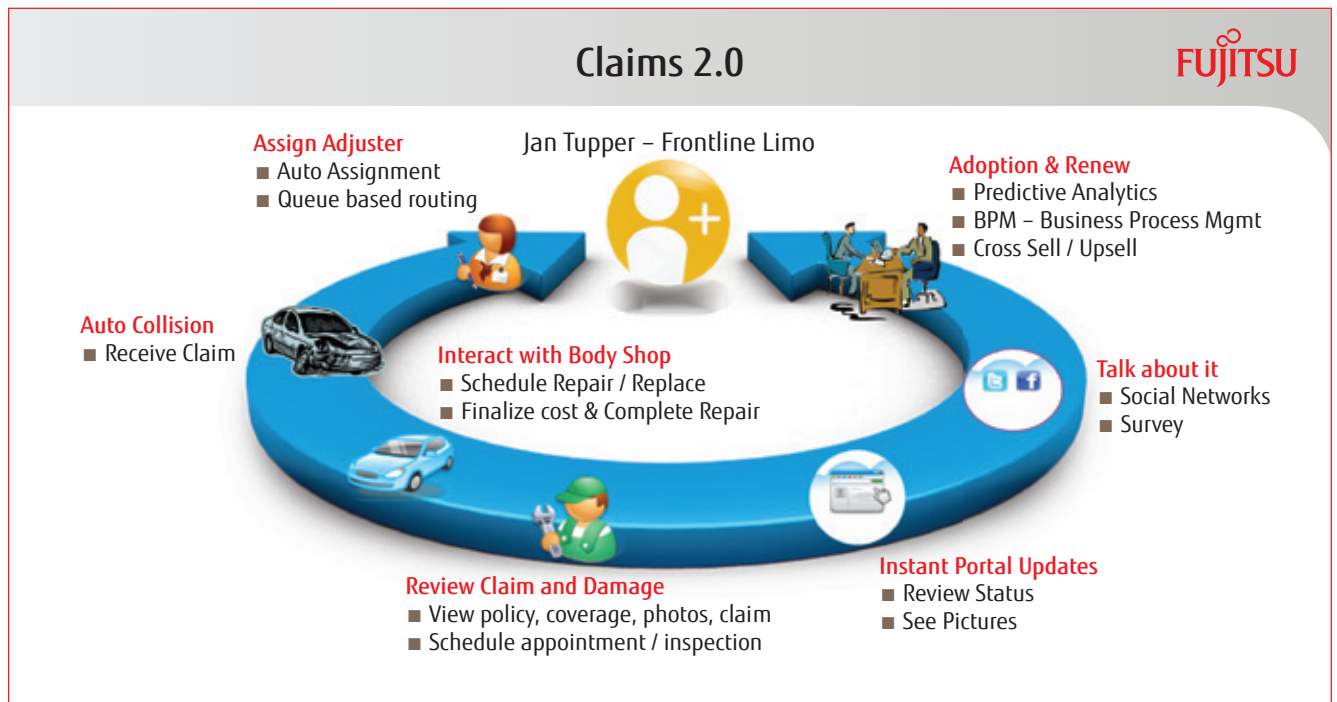 Claims 2.0
FUJITSU
Jan Tupper – Frontline Limo
Assign Adjuster
■ Auto Assignment
■ Queue based routing
Adoption & Renew
■ Predictive Analytics
■ BPM – Business Process Mgmt
■ Cross Sell / Upsell
Auto Collision
■ Receive Claim
Interact with Body Shop
■ Schedule Repair / Replace
■ Finalize cost & Complete Repair
Talk about it
■ Social Networks
■ Survey
Review Claim and Damage
■ View policy, coverage, photos, claim
■ Schedule appointment / inspection
Instant Portal Updates
■ Review Status
■ See Pictures